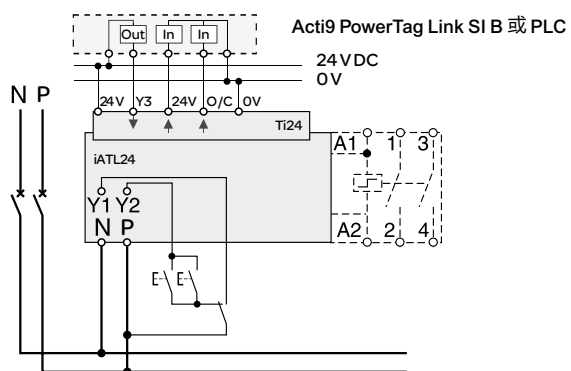 Acti9 PowerTag Link SI B 或 PLC
Out In In
24VDC
0V
N P
24V Y3 24V O/C 0V
Ti24
iATL24
A1 1 3
Y1 Y2
N P
A2 2 4
E E